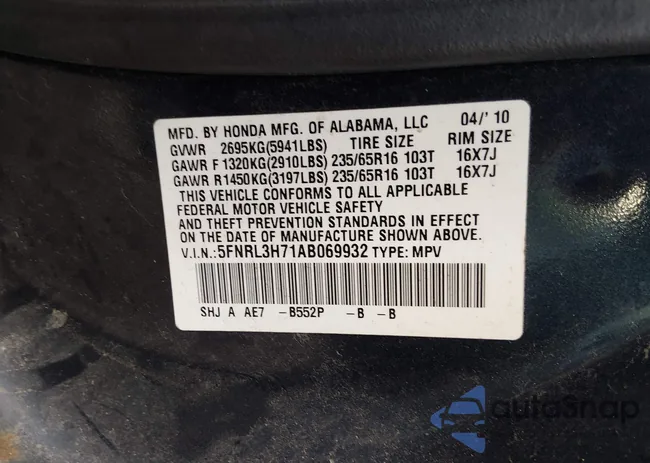 MFD. BY HONDA MFG. OF ALABAMA, LLC 04/' 10
GVWR 2695KG(5941LBS) TIRE SIZE RIM SIZE
GAWR F 1320KG(2910LBS) 235/65R16 103T 16X7J
GAWR R1450KG(3197LBS) 235/65R16 103T 16X7J
THIS VEHICLE CONFORMS TO ALL APPLICABLE
FEDERAL MOTOR VEHICLE SAFETY
AND THEFT PREVENTION STANDARDS IN EFFECT
ON THE DATE OF MANUFACTURE SHOWN ABOVE.
V.I.N.: 5FNRL3H71AB069932 TYPE: MPV
SHJ A AE7 -B552P -B -B
autoSnap